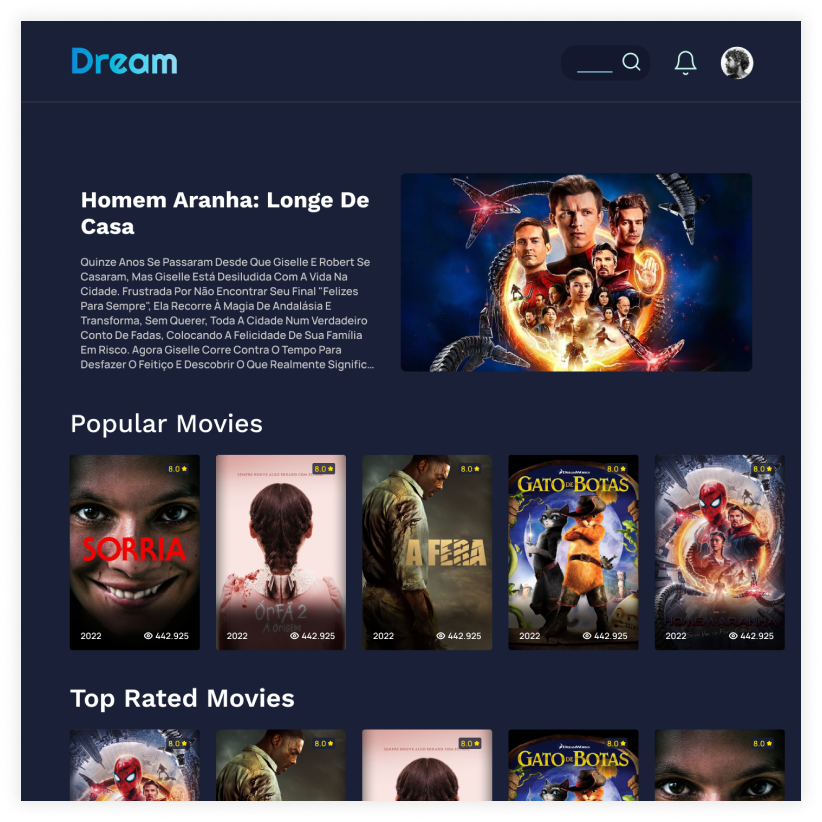 Dream
Homem Aranha: Longe De
Casa
Quinze Anos Se Passaram Desde Que Giselle E Robert Se
Casaram, Mas Giselle Está Desiludida Com A Vida Na
Cidade. Frustrada Por Não Encontrar Seu Final "Felizes
Para Sempre", Ela Recorre À Magia De Andalásia E
Transforma, Sem Querer, Toda A Cidade Num Verdadeiro
Conto De Fadas, Colocando A Felicidade De Sua Família
Em Risco. Agora Giselle Corre Contra O Tempo Para
Desfazer O Feitiço E Descobrir O Que Realmente Signific...
Popular Movies
8.0 8.0 8.0 8.0 8.0
DREAMWORKS
GATO DE BOTAS
SORRIA
A FERA
ÓRFÃ 2
A ORIGEM
HOMEM-ARANHA
2022 442.925 2022 442.925 2022 442.925 2022 442.925 2022 442.925
Top Rated Movies
8.0 8.0 8.0 8.0 8.0
DREAMWORKS
GATO DE BOTAS